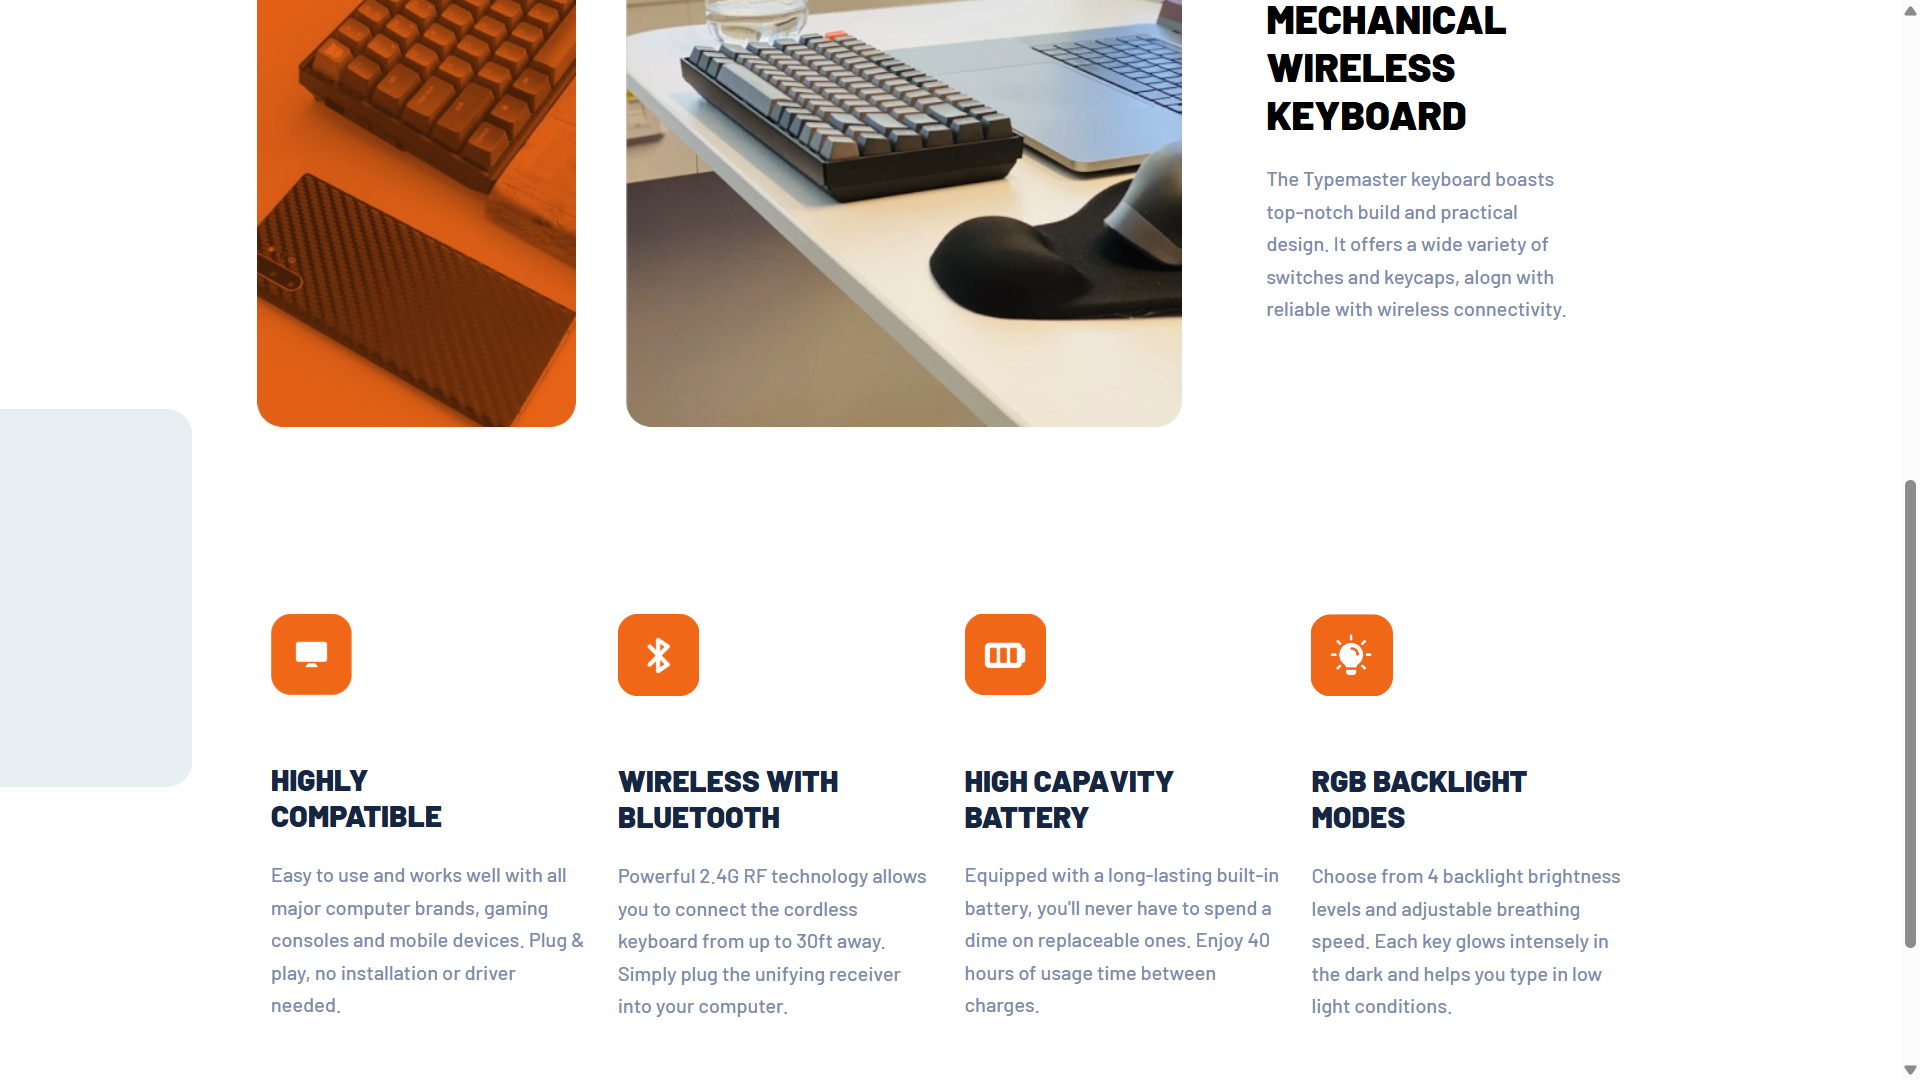 MECHANICAL
WIRELESS
KEYBOARD
The Typemaster keyboard boasts
top-notch build and practical
design. It offers a wide variety of
switches and keycaps, alogn with
reliable with wireless connectivity.
HIGHLY
COMPATIBLE
Easy to use and works well with all
major computer brands, gaming
consoles and mobile devices. Plug &
play, no installation or driver
needed.
WIRELESS WITH
BLUETOOTH
Powerful 2.4G RF technology allows
you to connect the cordless
keyboard from up to 30ft away.
Simply plug the unifying receiver
into your computer.
HIGH CAPAVITY
BATTERY
Equipped with a long-lasting built-in
battery, you'll never have to spend a
dime on replaceable ones. Enjoy 40
hours of usage time between
charges.
RGB BACKLIGHT
MODES
Choose from 4 backlight brightness
levels and adjustable breathing
speed. Each key glows intensely in
the dark and helps you type in low
light conditions.